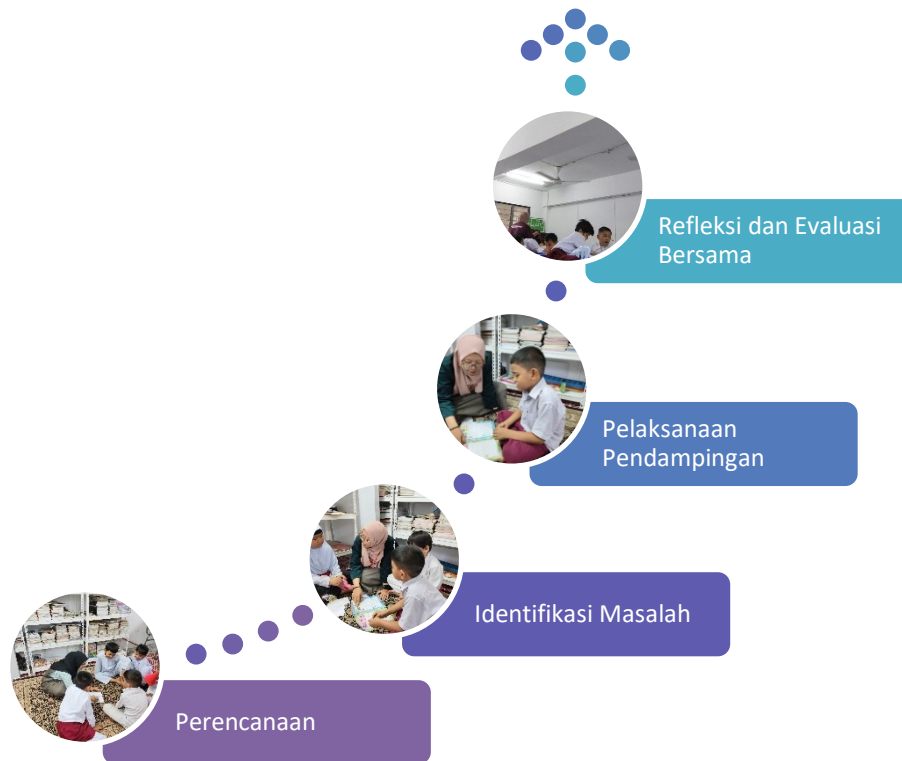 Refleksi dan Evaluasi
Bersama
Pelaksanaan
Pendampingan
Identifikasi Masalah
Perencanaan